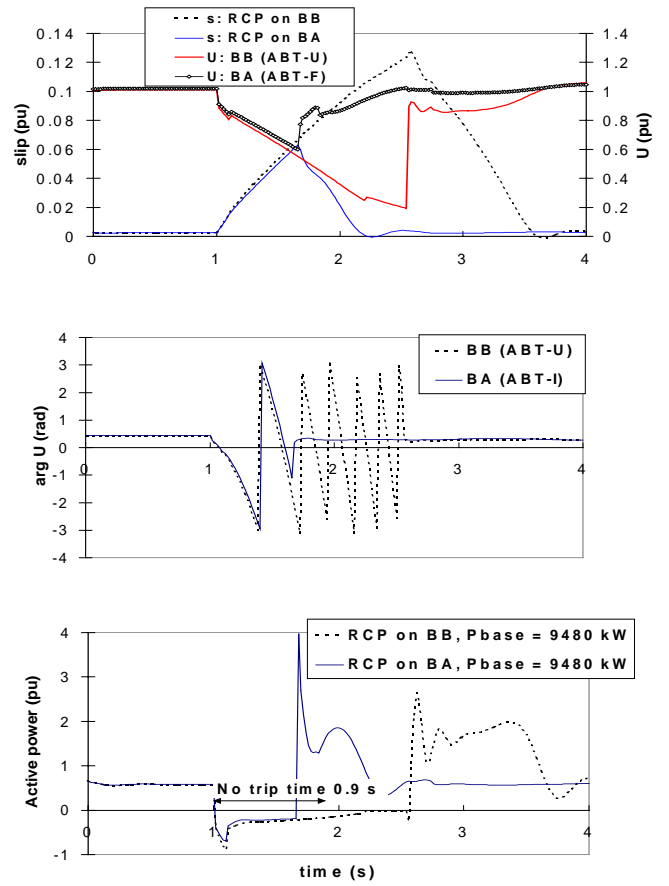 s: RCP on BB
s: RCP on BA
U: BB (ABT-U)
U: BA (ABT-F)
0.14
0.12
0.1
0.08
0.06
0.04
0.02
0
slip (pu)
1.4
1.2
1
0.8
0.6
0.4
0.2
0
U (pu)
0 1 2 3 4
BB (ABT-U)
BA (ABT-I)
4
3
2
1
0
-1
-2
-3
-4
arg U (rad)
0 1 2 3 4
RCP on BB, Pbase = 9480 kW
RCP on BA, Pbase = 9480 kW
4
3
2
1
0
-1
Active power (pu)
No trip time 0.9 s
0 1 2 3 4
time (s)